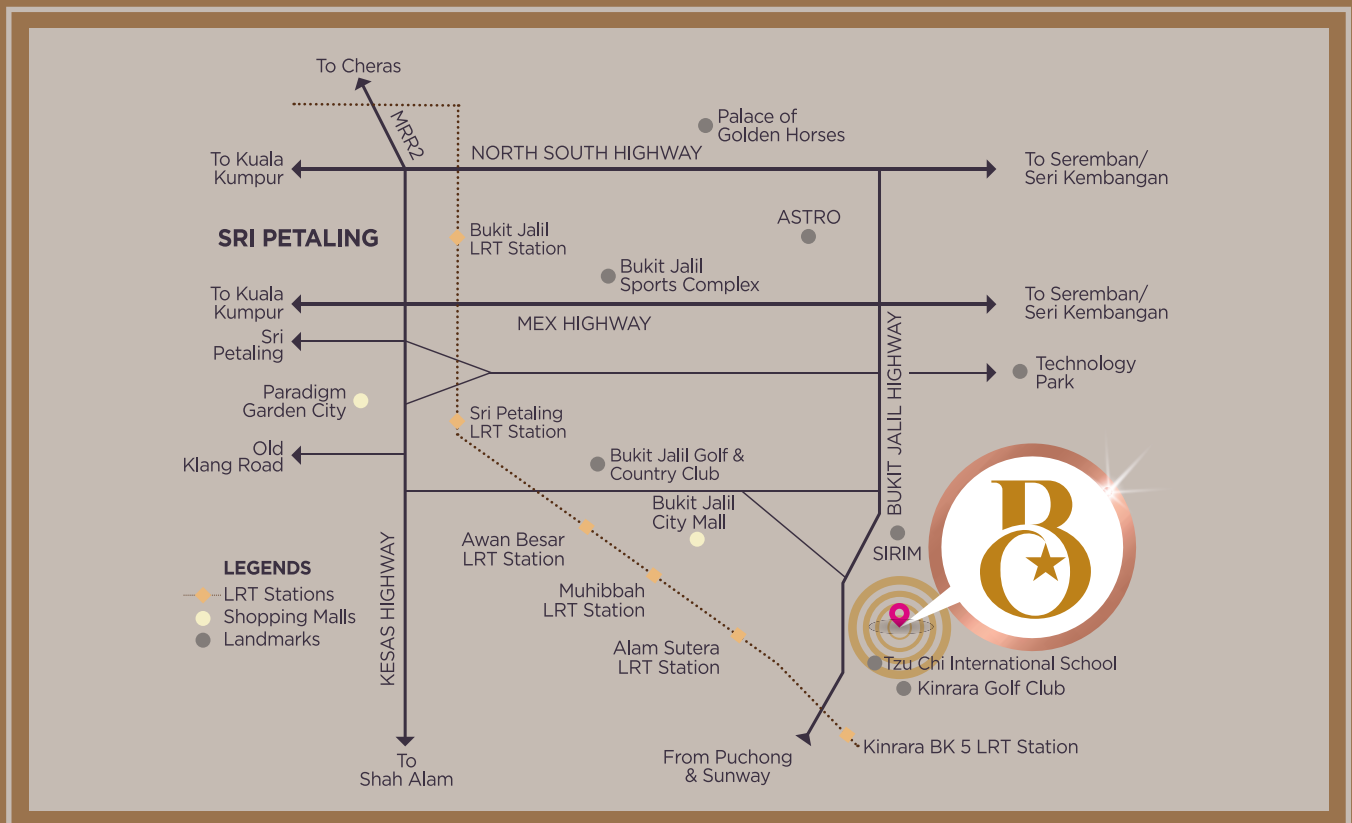 To Cheras
MRR2
Palace of
Golden Horses
To Kuala
Kumpur
NORTH SOUTH HIGHWAY
To Seremban/
Seri Kembangan
SRI PETALING
Bukit Jalil
LRT Station
ASTRO
Bukit Jalil
Sports Complex
To Kuala
Kumpur
MEX HIGHWAY
To Seremban/
Seri Kembangan
Sri
Petaling
BUKIT JALIL HIGHWAY
Technology
Park
Paradigm
Garden City
Sri Petaling
LRT Station
Old
Klang Road
Bukit Jalil Golf &
Country Club
Bukit Jalil
City Mall
SIRIM
Awan Besar
LRT Station
KESAS HIGHWAY
Muhibbah
LRT Station
LEGENDS
LRT Stations
Shopping Malls
Landmarks
Alam Sutera
LRT Station
Tzu Chi International School
Kinrara Golf Club
Kinrara BK 5 LRT Station
From Puchong
& Sunway
To
Shah Alam
BO